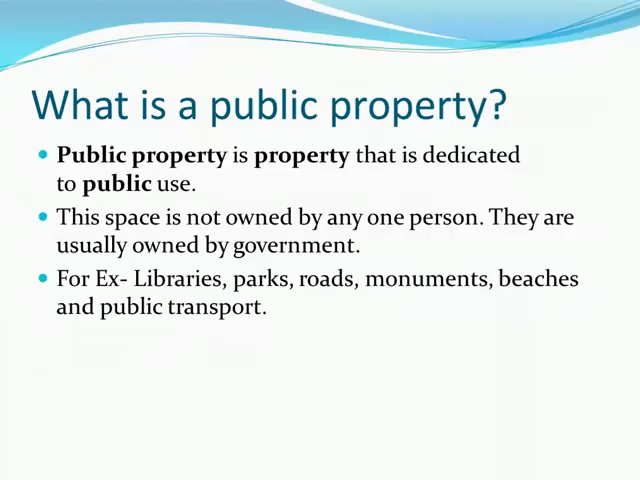 What is a public property?
• Public property is property that is dedicated
to public use.
• This space is not owned by any one person. They are
usually owned by government.
• For Ex- Libraries, parks, roads, monuments, beaches
and public transport.